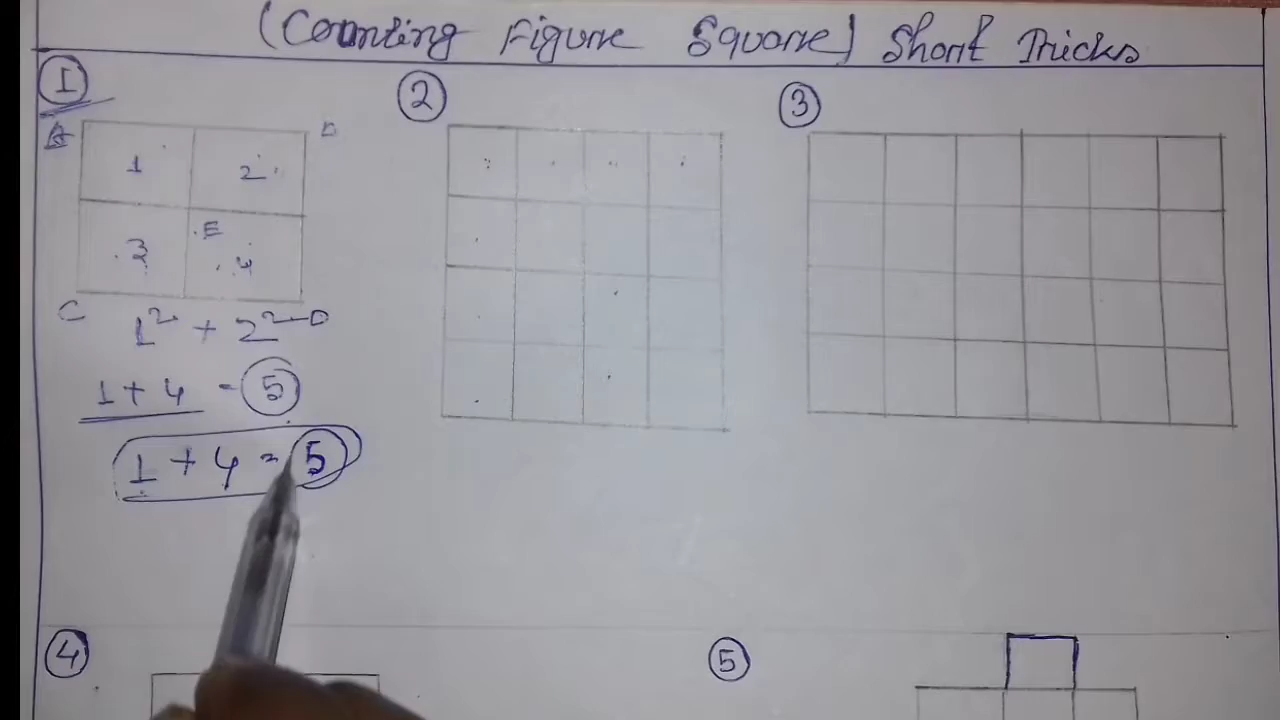 (Counting Figure Square) Short Tricks
1 2 3
A D
1 2
E
3 4
C D
1² + 2²
1 + 4 = 5
1 + 4 = 5
4 5